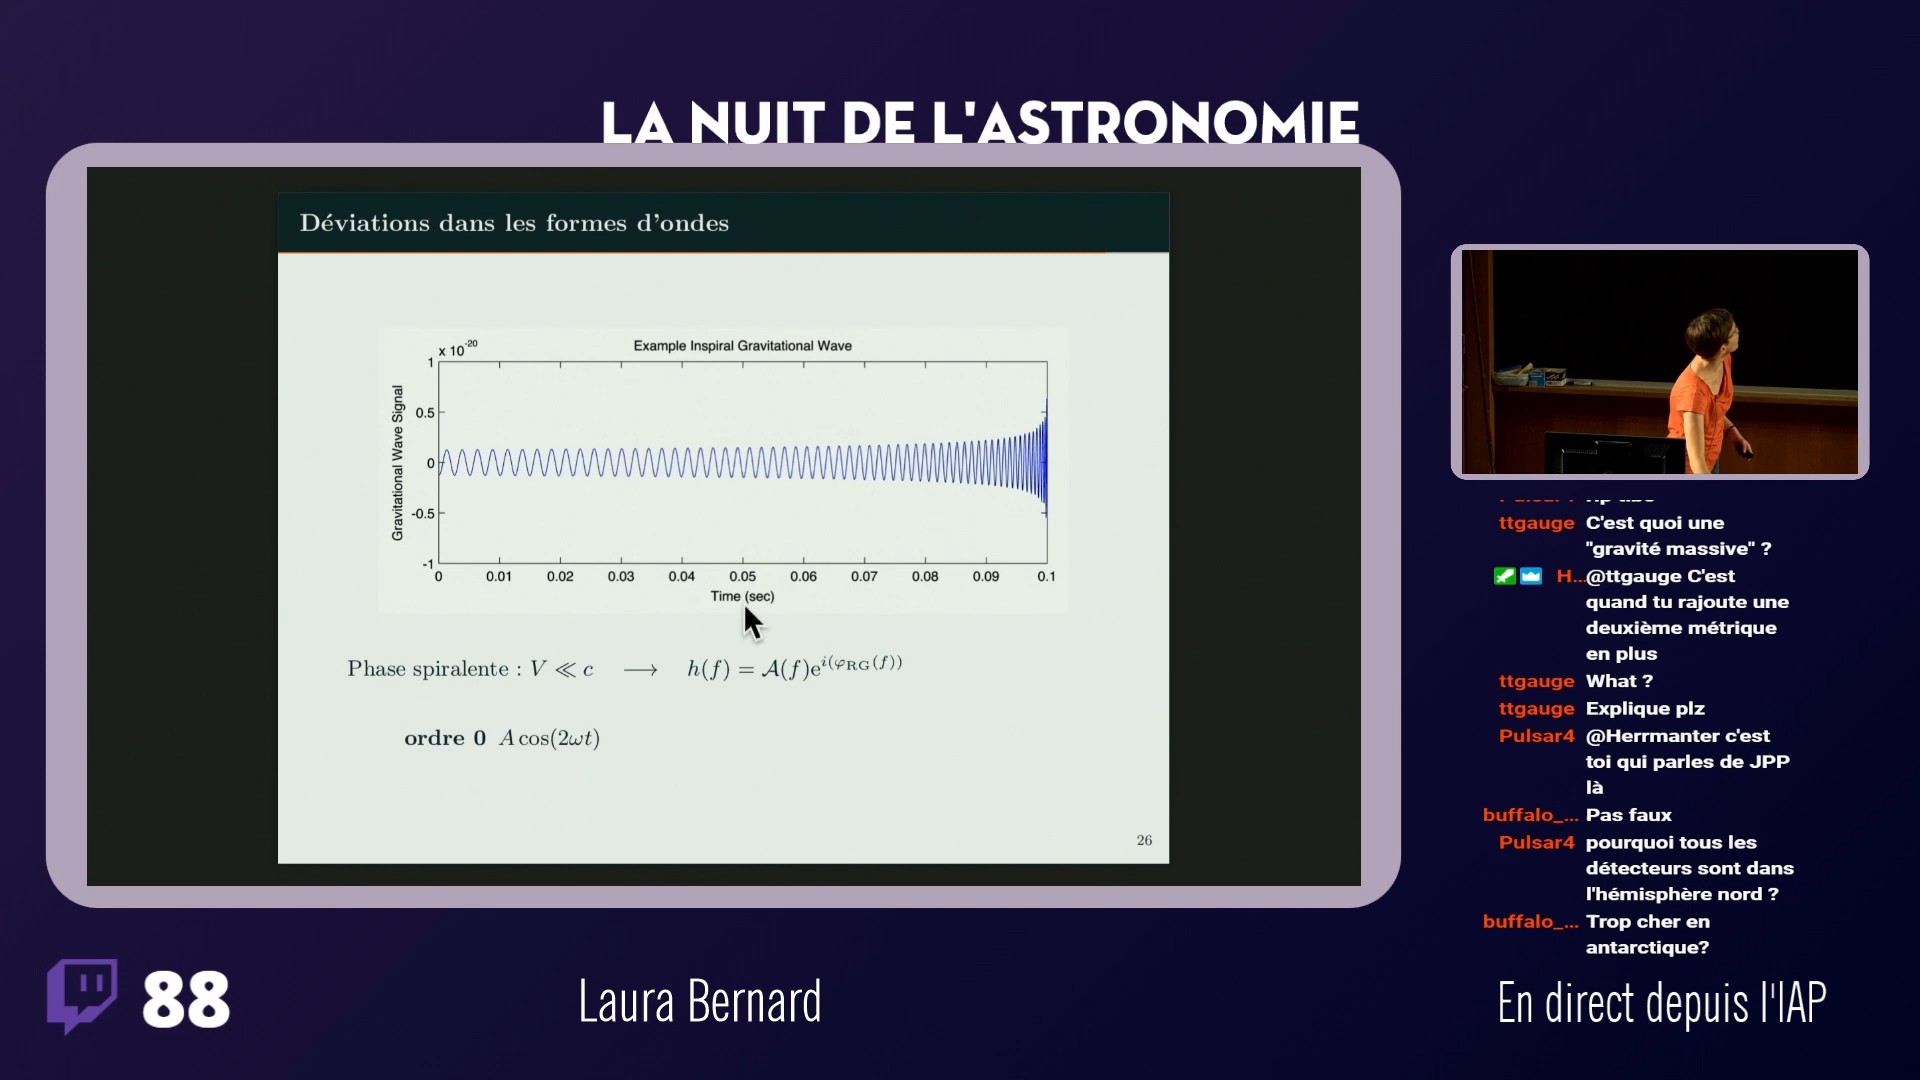 LA NUIT DE L'ASTRONOMIE
Déviations dans les formes d'ondes
Example Inspiral Gravitational Wave
x 10^-20
Gravitational Wave Signal
1
0.5
0
-0.5
-1
0 0.01 0.02 0.03 0.04 0.05 0.06 0.07 0.08 0.09 0.1
Time (sec)
Phase spiralente : V ≪ c ⟶ h(f) = A(f)e^i(φRG(f))
ordre 0 A cos(2ωt)
26
ttgauge C'est quoi une
"gravité massive" ?
H... @ttgauge C'est
quand tu rajoute une
deuxième métrique
en plus
ttgauge What ?
ttgauge Explique plz
Pulsar4 @Herrmanter c'est
toi qui parles de JPP
là
buffalo_... Pas faux
Pulsar4 pourquoi tous les
détecteurs sont dans
l'hémisphère nord ?
buffalo_... Trop cher en
antarctique?
88
Laura Bernard
En direct depuis l'IAP